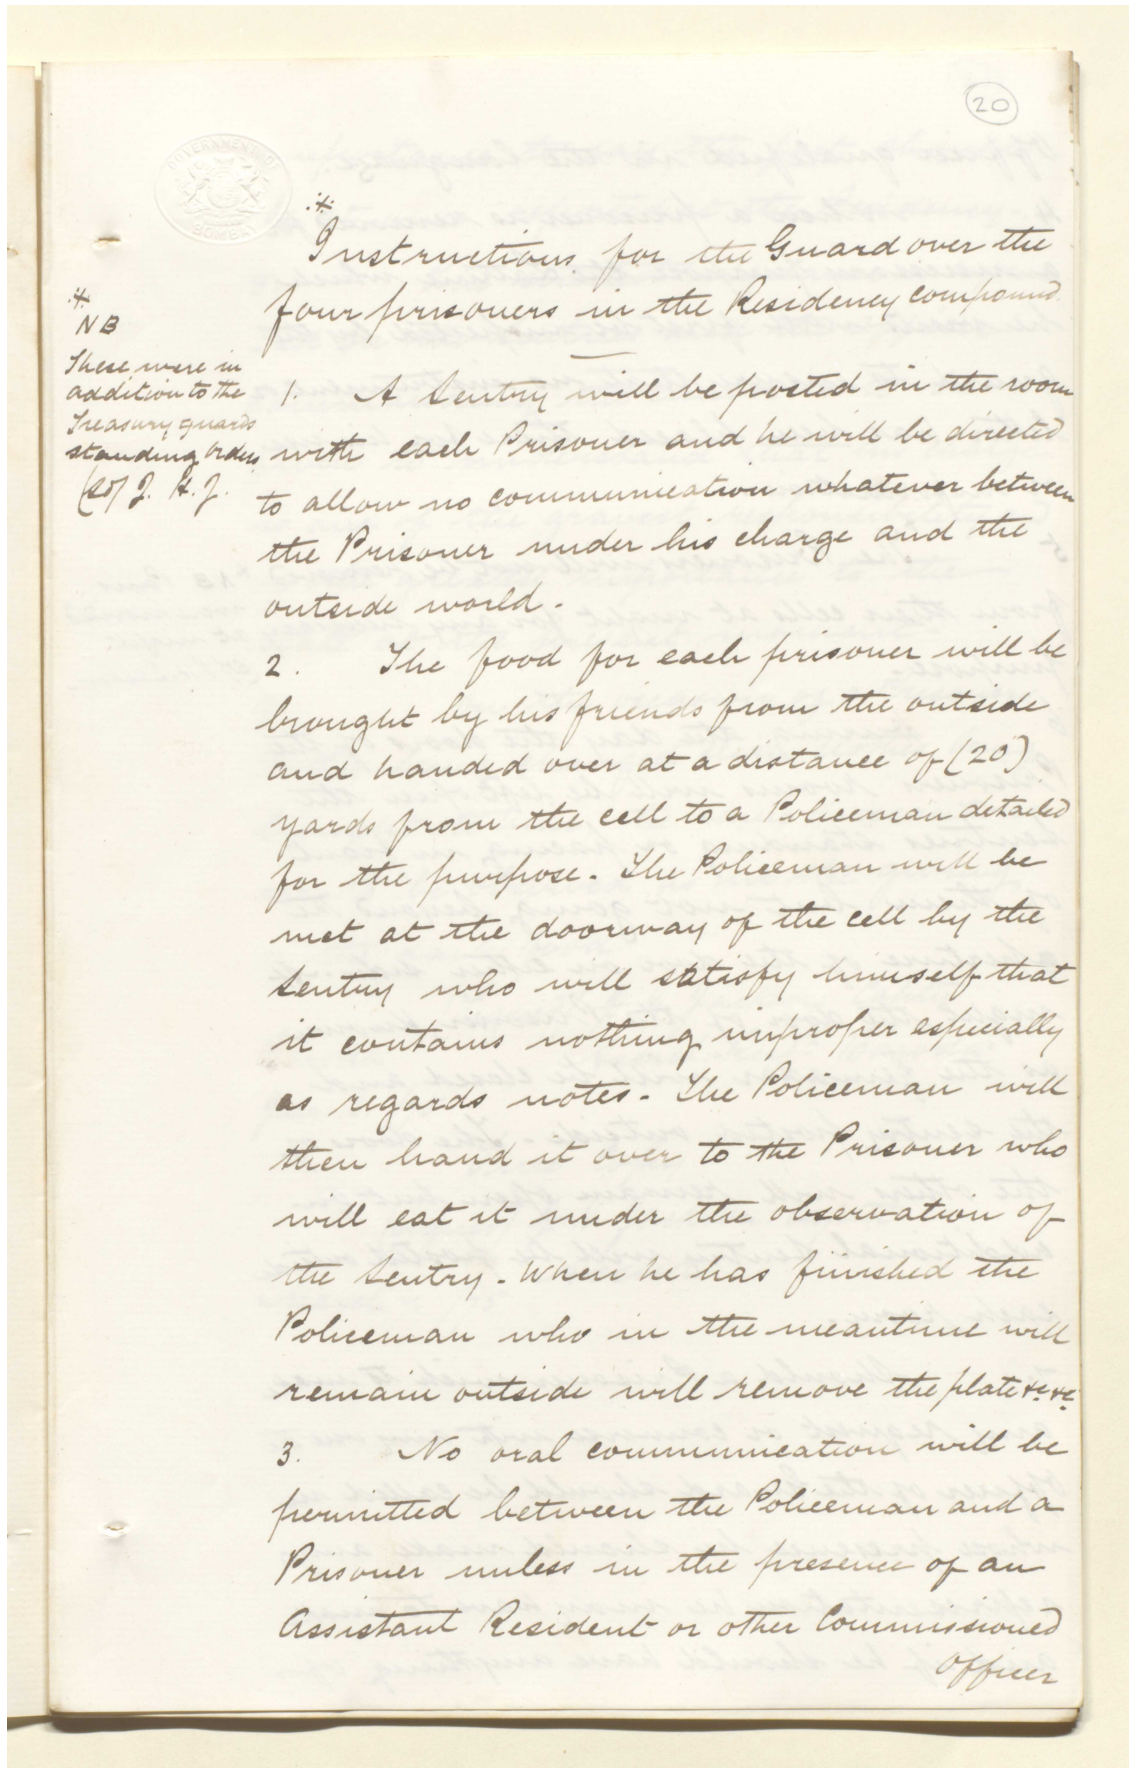 20
GOVERNMENT OF
BOMBAY
Instructions for the Guard over the
four prisoners in the Residency compound.
NB
These were in
addition to the
Treasury guards
standing orders
(sd) J. H. J.
1. A Sentry will be posted in the room
with each Prisoner and he will be directed
to allow no communication whatever between
the Prisoner under his charge and the
outside world.
2. The food for each prisoner will be
brought by his friends from the outside
and handed over at a distance of (20)
yards from the cell to a Policeman detailed
for the purpose. The Policeman will be
met at the doorway of the cell by the
Sentry who will satisfy himself that
it contains nothing improper especially
as regards notes. The Policeman will
then hand it over to the Prisoner who
will eat it under the observation of
the Sentry. When he has finished the
Policeman who in the meantime will
remain outside will remove the plate &c &c
3. No oral communication will be
permitted between the Policeman and a
Prisoner unless in the presence of an
Assistant Resident or other Commissioned
Officer